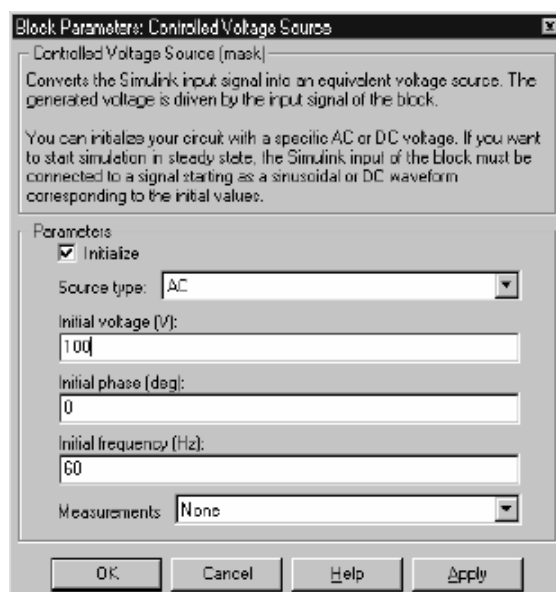 Block Parameters: Controlled Voltage Source
Controlled Voltage Source (mask)
Converts the Simulink input signal into an equivalent voltage source. The
generated voltage is driven by the input signal of the block.
You can initialize your circuit with a specific AC or DC voltage. If you want
to start simulation in steady state, the Simulink input of the block must be
connected to a signal starting as a sinusoidal or DC waveform
corresponding to the initial values.
Parameters
Initialize
Source type: AC
Initial voltage (V):
100
Initial phase (deg):
0
Initial frequency (Hz):
60
Measurements None
OK Cancel Help Apply